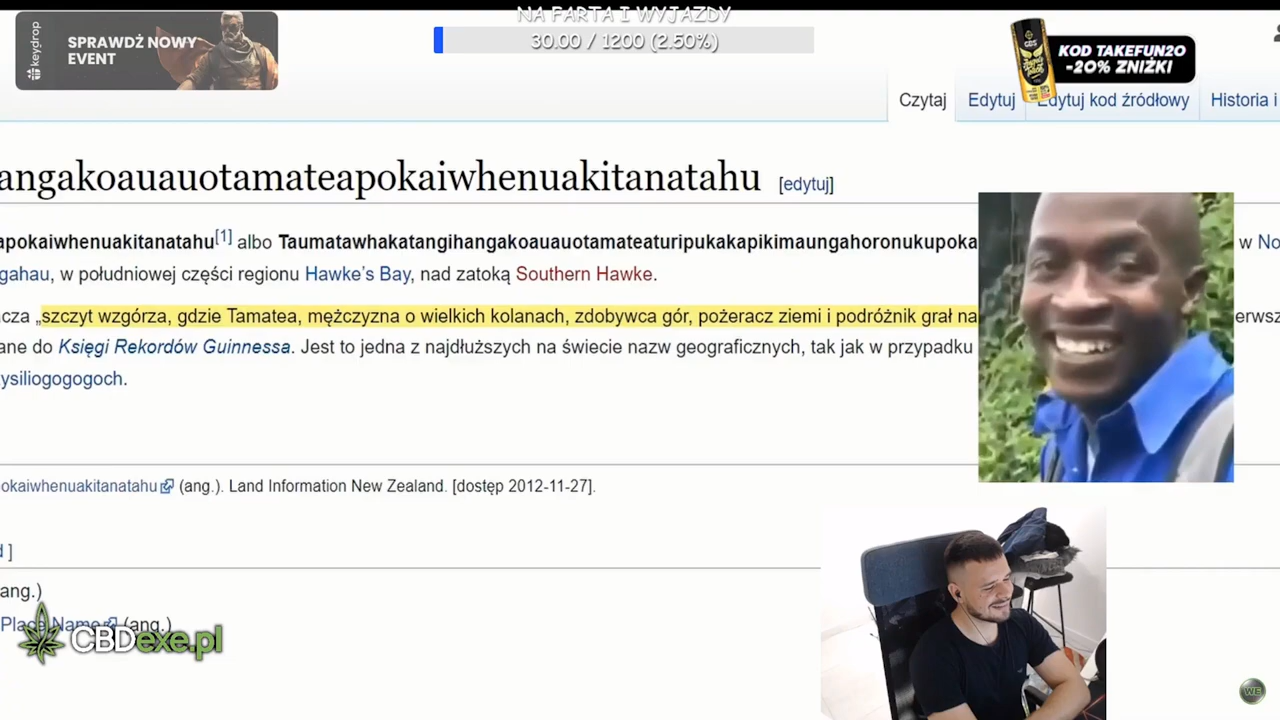 NA FARTA I WYJAZDY
30.00 / 1200 (2.50%)
keydrop
SPRAWDŹ NOWY
EVENT
KOD TAKEFUN20
-20% ZNIŻKI
Czytaj
Edytuj
Edytuj kod źródłowy
Historia i
angakoauauotamateapokaiwhenuakitanatahu [edytuj]
apokaiwhenuakitanatahu[1] albo Taumatawhakatangihangakoauauotamateaturipukakapikimaungahoronukupoka w No
gahau, w południowej części regionu Hawke's Bay, nad zatoką Southern Hawke.
cza „szczyt wzgórza, gdzie Tamatea, mężczyzna o wielkich kolanach, zdobywca gór, pożeracz ziemi i podróżnik grał na erwsz
ane do Księgi Rekordów Guinnessa. Jest to jedna z najdłuższych na świecie nazw geograficznych, tak jak w przypadku
ysiliogogogoch.
okaiwhenuakitanatahu (ang.). Land Information New Zealand. [dostęp 2012-11-27].
]
ang.)
Place Name (ang.)
CBDexe.pl
WE